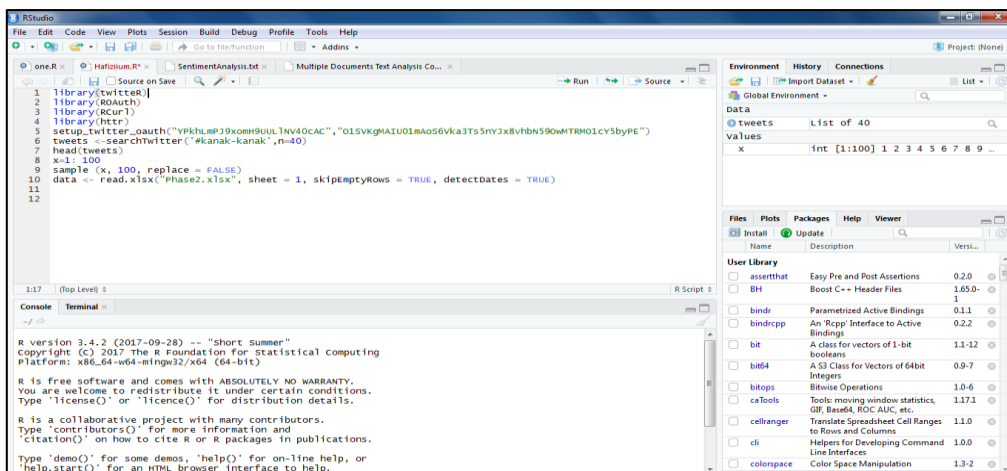 RStudio
File Edit Code View Plots Session Build Debug Profile Tools Help
Go to file/function Addins
Project: (None)
one.R Hafiziium.R* SentimentAnalysis.txt Multiple Documents Text Analysis Co...
Source on Save Run Source
1 library(twitteR)
2 library(ROAuth)
3 library(RCurl)
4 library(httr)
5 setup_twitter_oauth("YPkhLmPJ9xomH9UULlNV4OCAC","O1SVKgMAIUO1mAoS6Vka3Ts5nYJx8vhbN59OwMTRMO1cY5byPE")
6 tweets <-searchTwitter('#kanak-kanak',n=40)
7 head(tweets)
8 x=1: 100
9 sample (x, 100, replace = FALSE)
10 data <- read.xlsx("Phase2.xlsx", sheet = 1, skipEmptyRows = TRUE, detectDates = TRUE)
11
12
1:17 (Top Level) R Script
Console Terminal
~/
R version 3.4.2 (2017-09-28) -- "Short Summer"
Copyright (C) 2017 The R Foundation for Statistical Computing
Platform: x86_64-w64-mingw32/x64 (64-bit)
R is free software and comes with ABSOLUTELY NO WARRANTY.
You are welcome to redistribute it under certain conditions.
Type 'license()' or 'licence()' for distribution details.
R is a collaborative project with many contributors.
Type 'contributors()' for more information and
'citation()' on how to cite R or R packages in publications.
Type 'demo()' for some demos, 'help()' for on-line help, or
'help.start()' for an HTML browser interface to help.
Environment History Connections
Import Dataset List
Global Environment
Data
tweets List of 40
Values
x int [1:100] 1 2 3 4 5 6 7 8 9 ...
Files Plots Packages Help Viewer
Install Update
Name Description Versi...
User Library
assertthat Easy Pre and Post Assertions 0.2.0
BH Boost C++ Header Files 1.65.0-
1
bindr Parametrized Active Bindings 0.1.1
bindrcpp An 'Rcpp' Interface to Active 0.2.2
Bindings
bit A class for vectors of 1-bit 1.1-12
booleans
bit64 A S3 Class for Vectors of 64bit 0.9-7
Integers
bitops Bitwise Operations 1.0-6
caTools Tools: moving window statistics, 1.17.1
GIF, Base64, ROC AUC, etc.
cellranger Translate Spreadsheet Cell Ranges 1.1.0
to Rows and Columns
cli Helpers for Developing Command 1.0.0
Line Interfaces
colorspace Color Space Manipulation 1.3-2